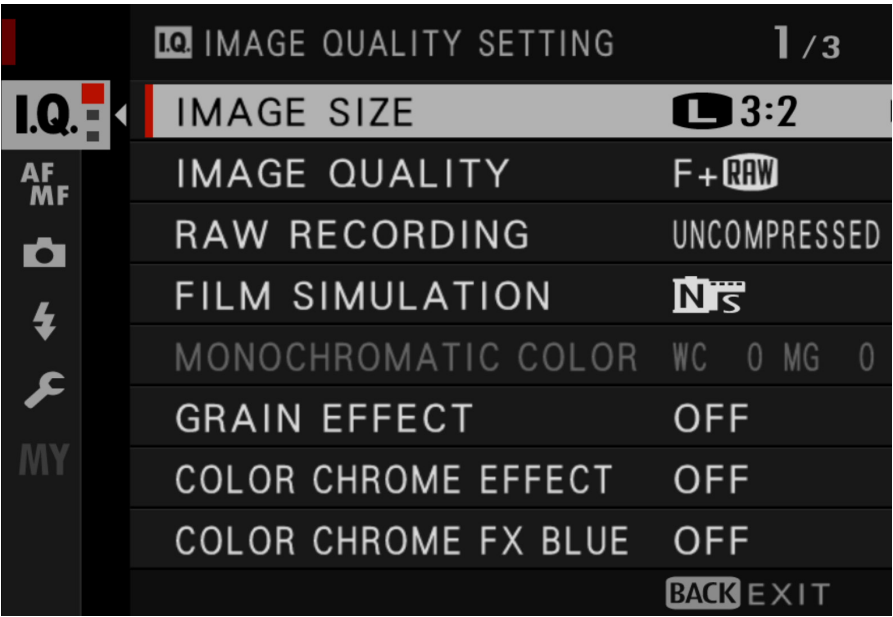 I.Q. IMAGE QUALITY SETTING 1/3
I.Q. IMAGE SIZE L 3:2
AF
MF
IMAGE QUALITY F+RAW
RAW RECORDING UNCOMPRESSED
FILM SIMULATION N S
MONOCHROMATIC COLOR WC 0 MG 0
GRAIN EFFECT OFF
MY
COLOR CHROME EFFECT OFF
COLOR CHROME FX BLUE OFF
BACK EXIT